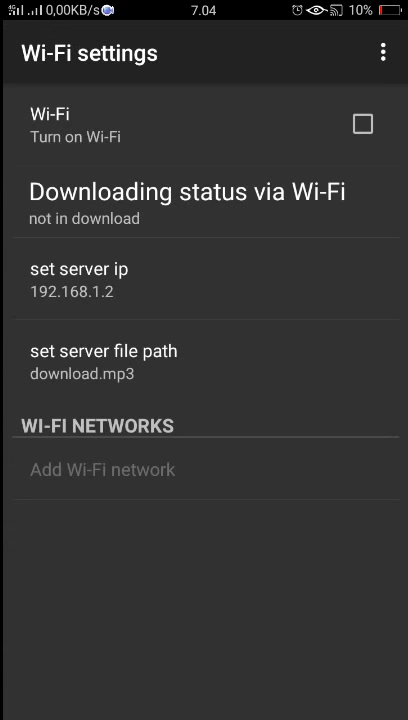 4G 0,00KB/s 7.04 10%
Wi-Fi settings
Wi-Fi
Turn on Wi-Fi
Downloading status via Wi-Fi
not in download
set server ip
192.168.1.2
set server file path
download.mp3
WI-FI NETWORKS
Add Wi-Fi network